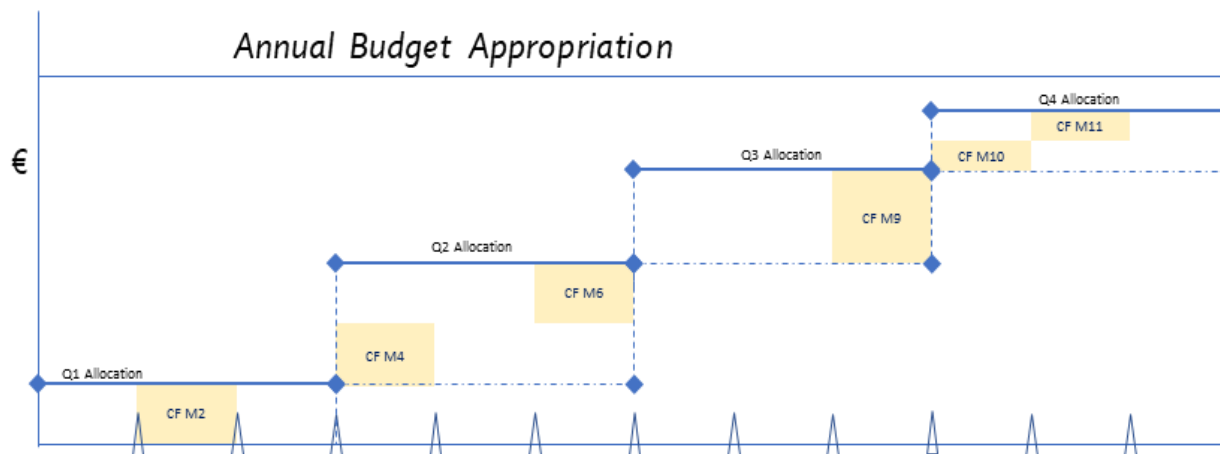 Annual Budget Appropriation
Q4 Allocation
CF M11
€
Q3 Allocation
CF M10
CF M9
Q2 Allocation
CF M6
CF M4
Q1 Allocation
CF M2